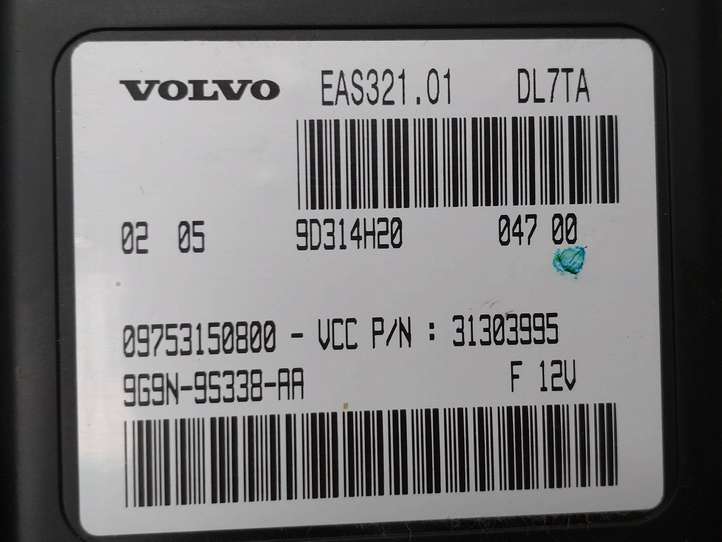 VOLVO EAS321.01 DL7TA
02 05 9D314H20 047 00
09753150800 - VCC P/N : 31303995
9G9N-9S338-AA F 12V